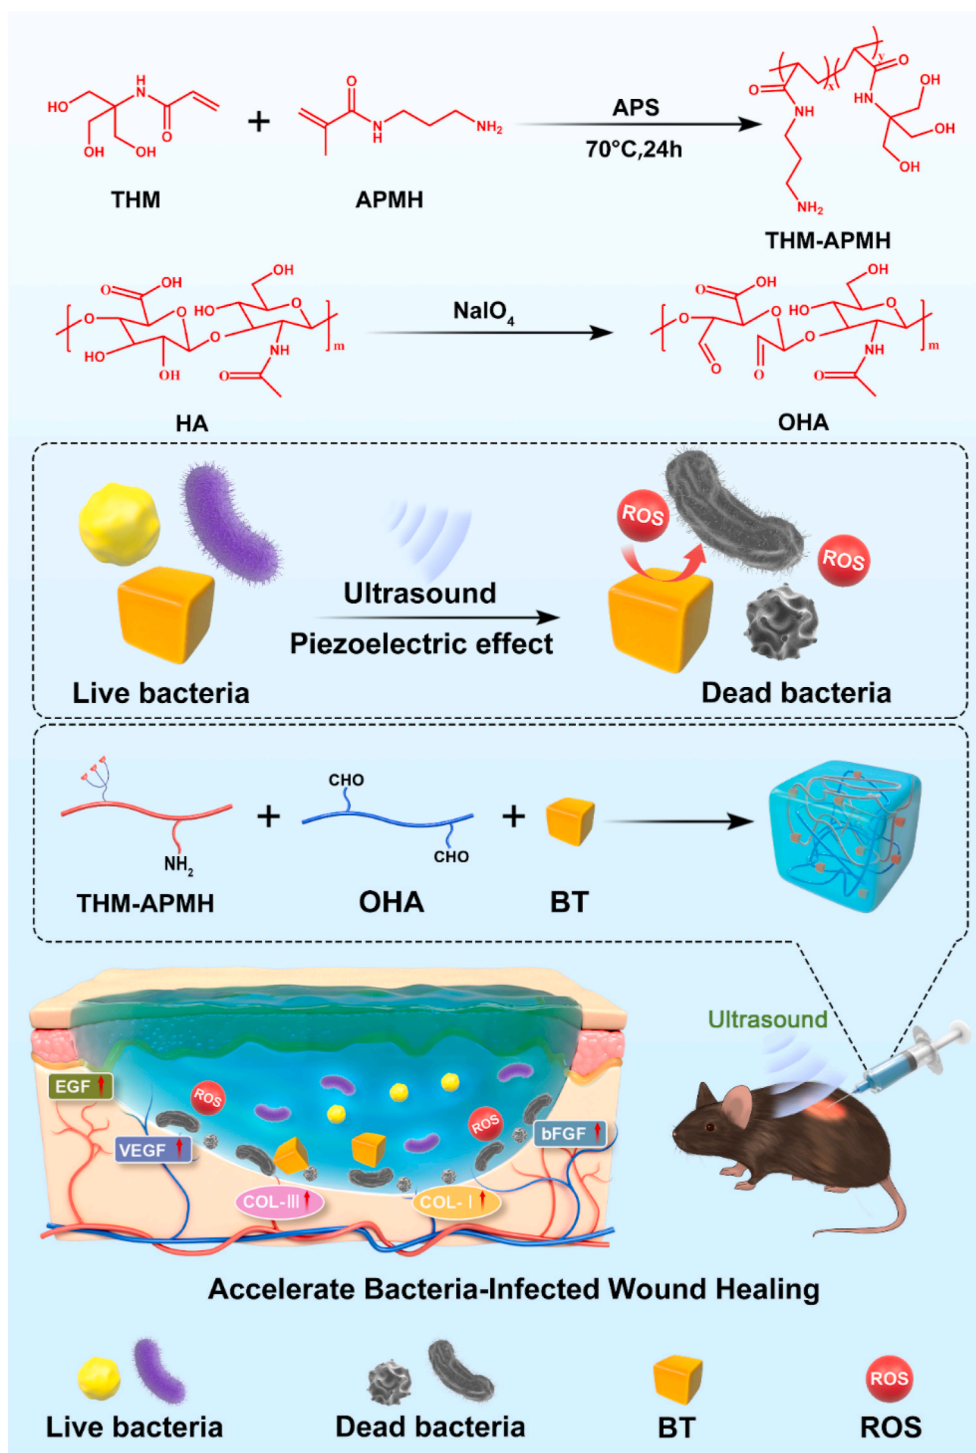 HO
H
N
O
OH
OH
THM
+
O
N
H
NH2
APMH
APS
70°C,24h
x
y
O
NH
O
HN
OH
OH
OH
NH2
THM-APMH
O
OH
O
O
HO
OH
O
HO
OH
O
O
NH
O
m
HA
NaIO4
O
OH
O
O
O
O
O
HO
OH
O
O
NH
O
m
OHA
ROS
ROS
Ultrasound
Piezoelectric effect
Live bacteria
Dead bacteria
NH2
THM-APMH
+
CHO
CHO
OHA
+
BT
Ultrasound
EGF
ROS
VEGF
COL-III
COL-I
ROS
bFGF
Accelerate Bacteria-Infected Wound Healing
Live bacteria
Dead bacteria
BT
ROS
ROS